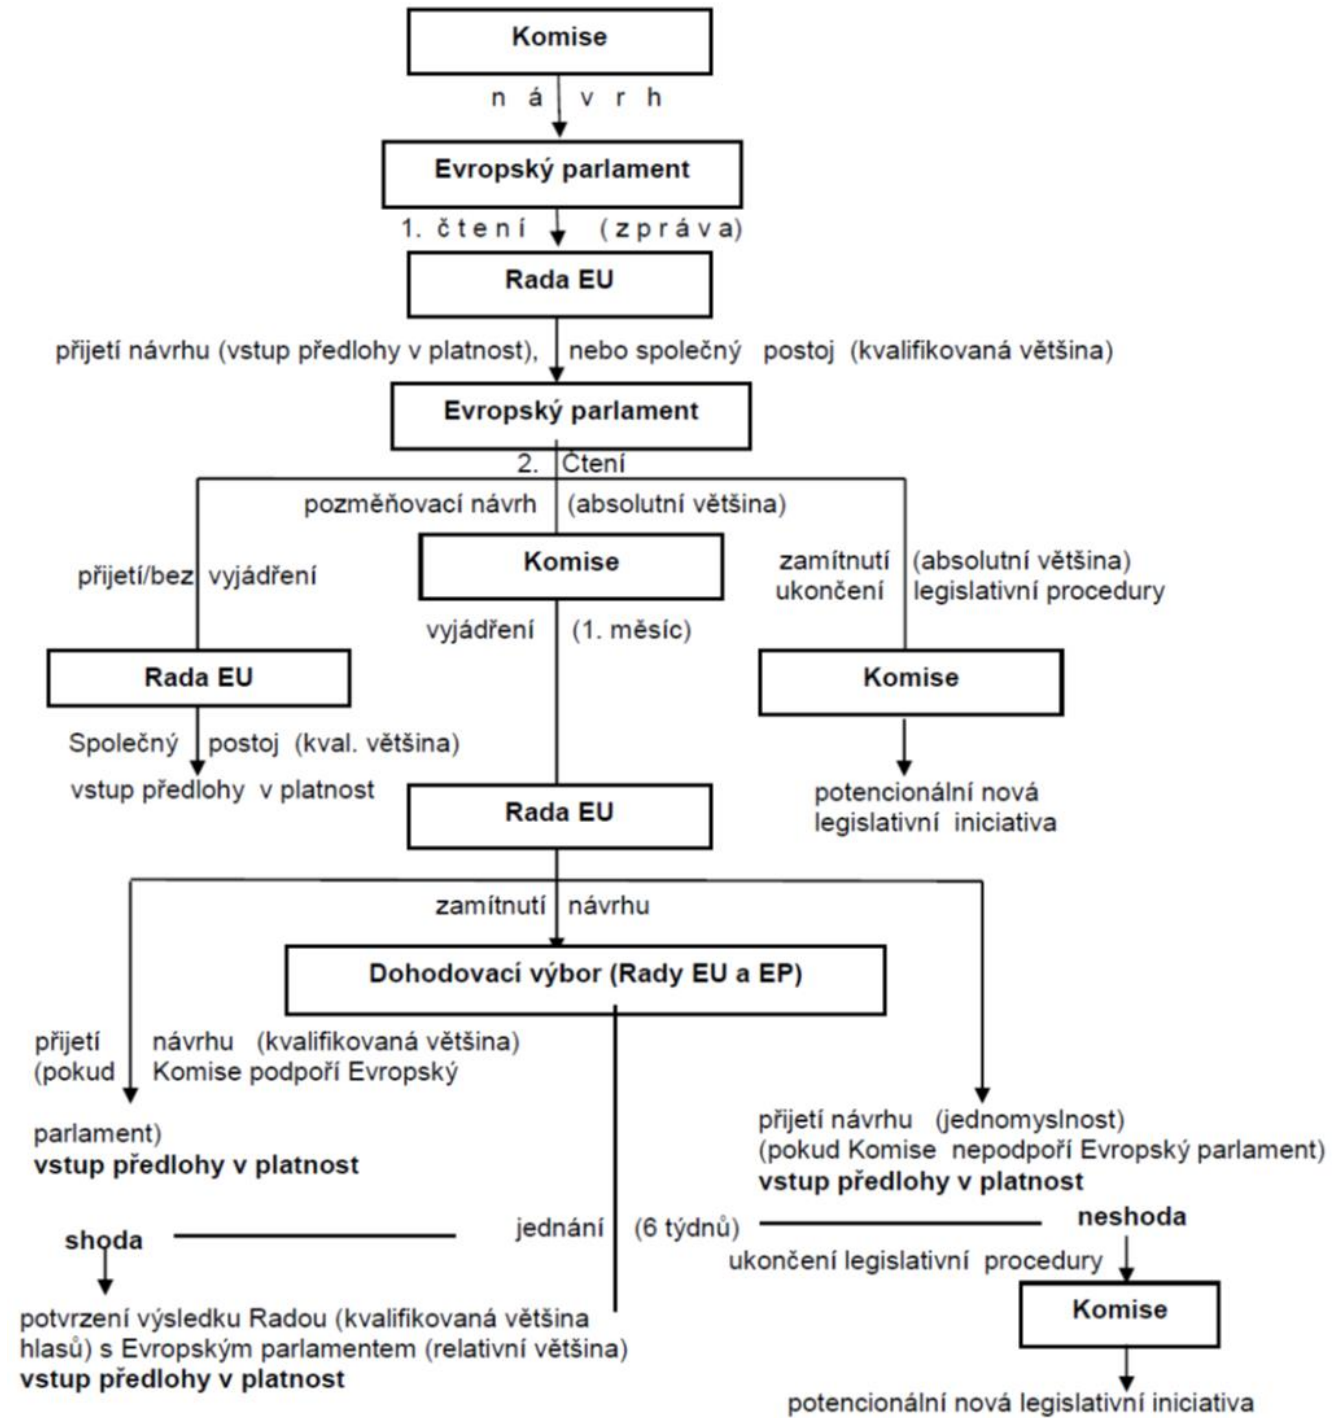 Komise
n á v r h
Evropský parlament
1. č t e n í ( z p r á v a)
Rada EU
přijetí návrhu (vstup předlohy v platnost), nebo společný postoj (kvalifikovaná většina)
Evropský parlament
2. Čtení
pozměňovací návrh (absolutní většina)
přijetí/bez vyjádření
Komise
zamítnutí (absolutní většina)
ukončení legislativní procedury
vyjádření (1. měsíc)
Rada EU
Komise
Společný postoj (kval. většina)
vstup předlohy v platnost
potencionální nová
legislativní iniciativa
Rada EU
zamítnutí návrhu
Dohodovací výbor (Rady EU a EP)
přijetí návrhu (kvalifikovaná většina)
(pokud Komise podpoří Evropský
parlament)
vstup předlohy v platnost
přijetí návrhu (jednomyslnost)
(pokud Komise nepodpoří Evropský parlament)
vstup předlohy v platnost
shoda
jednání (6 týdnů)
neshoda
ukončení legislativní procedury
Komise
potvrzení výsledku Radou (kvalifikovaná většina
hlasů) s Evropským parlamentem (relativní většina)
vstup předlohy v platnost
potencionální nová legislativní iniciativa